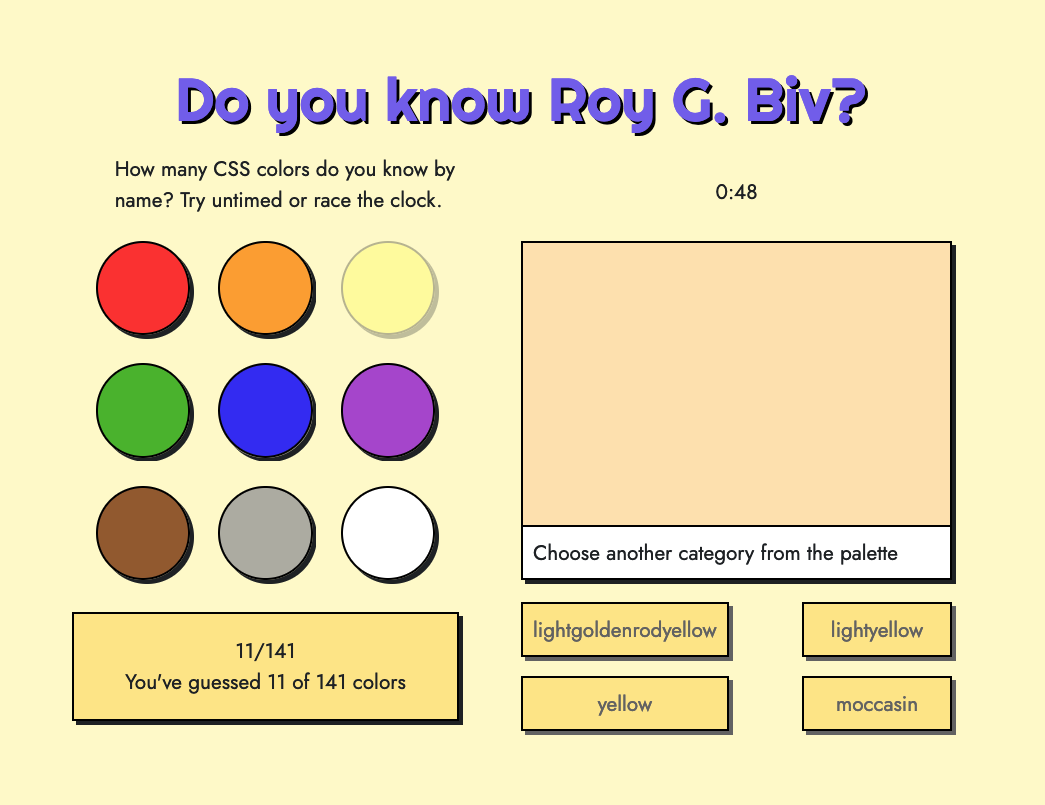 Do you know Roy G. Biv?
How many CSS colors do you know by
name? Try untimed or race the clock.
0:48
Choose another category from the palette
11/141
You've guessed 11 of 141 colors
lightgoldenrodyellow
lightyellow
yellow
moccasin